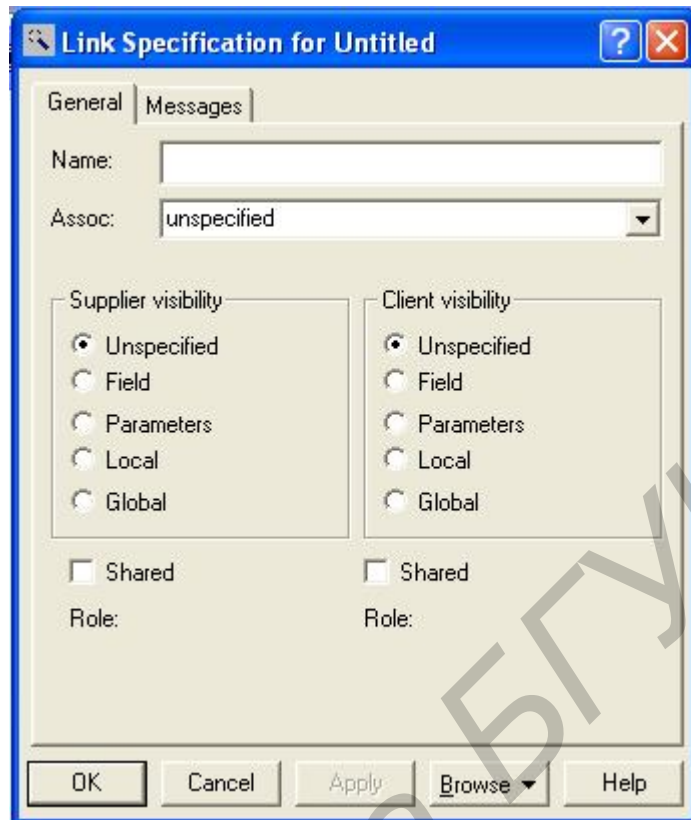 Link Specification for Untitled
General Messages
Name:
Assoc: unspecified
Supplier visibility Client visibility
Unspecified Unspecified
Field Field
Parameters Parameters
Local Local
Global Global
Shared Shared
Role: Role:
OK Cancel Apply Browse Help